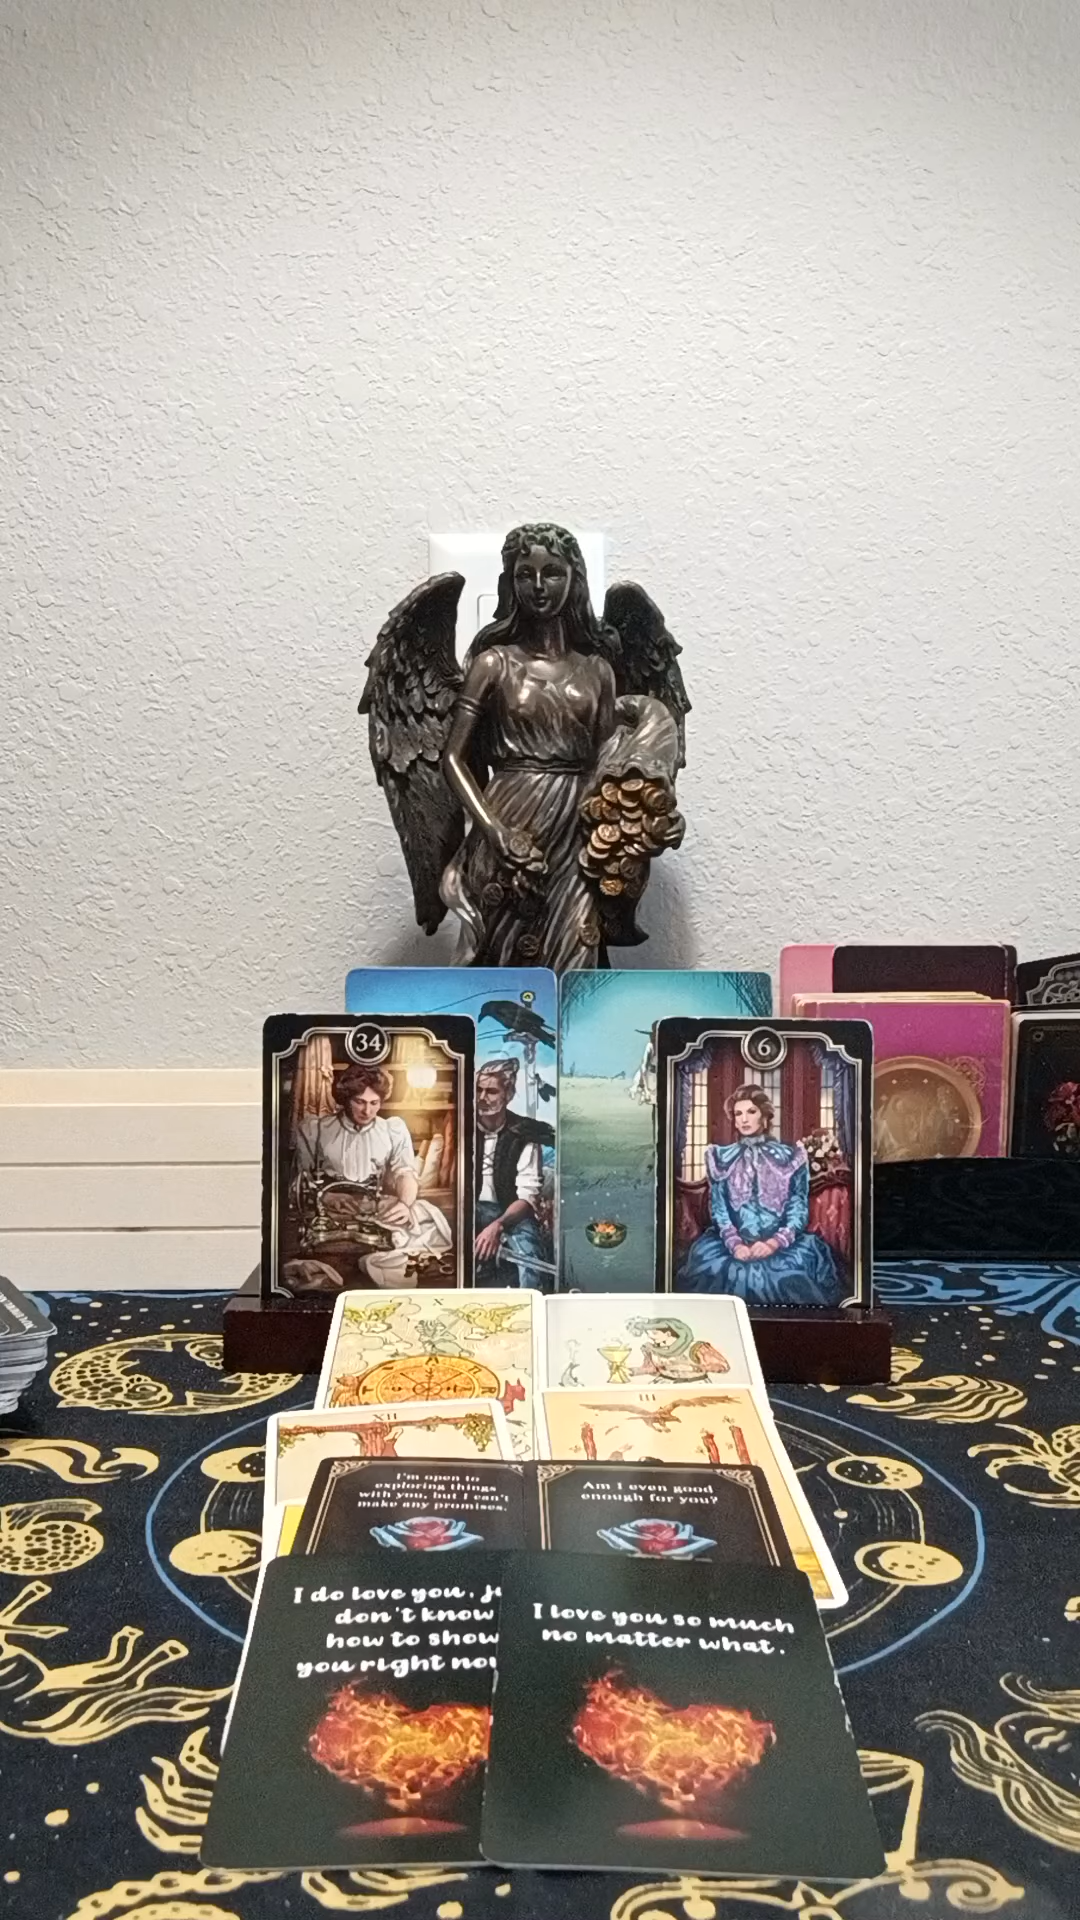 34
6
X
T A R
XII
III
I'm open to
exploring things
with you, but I can't
make any promises.
Am I even good
enough for you?
I do love you, ju
don't know
how to show
you right now
I love you so much
no matter what.